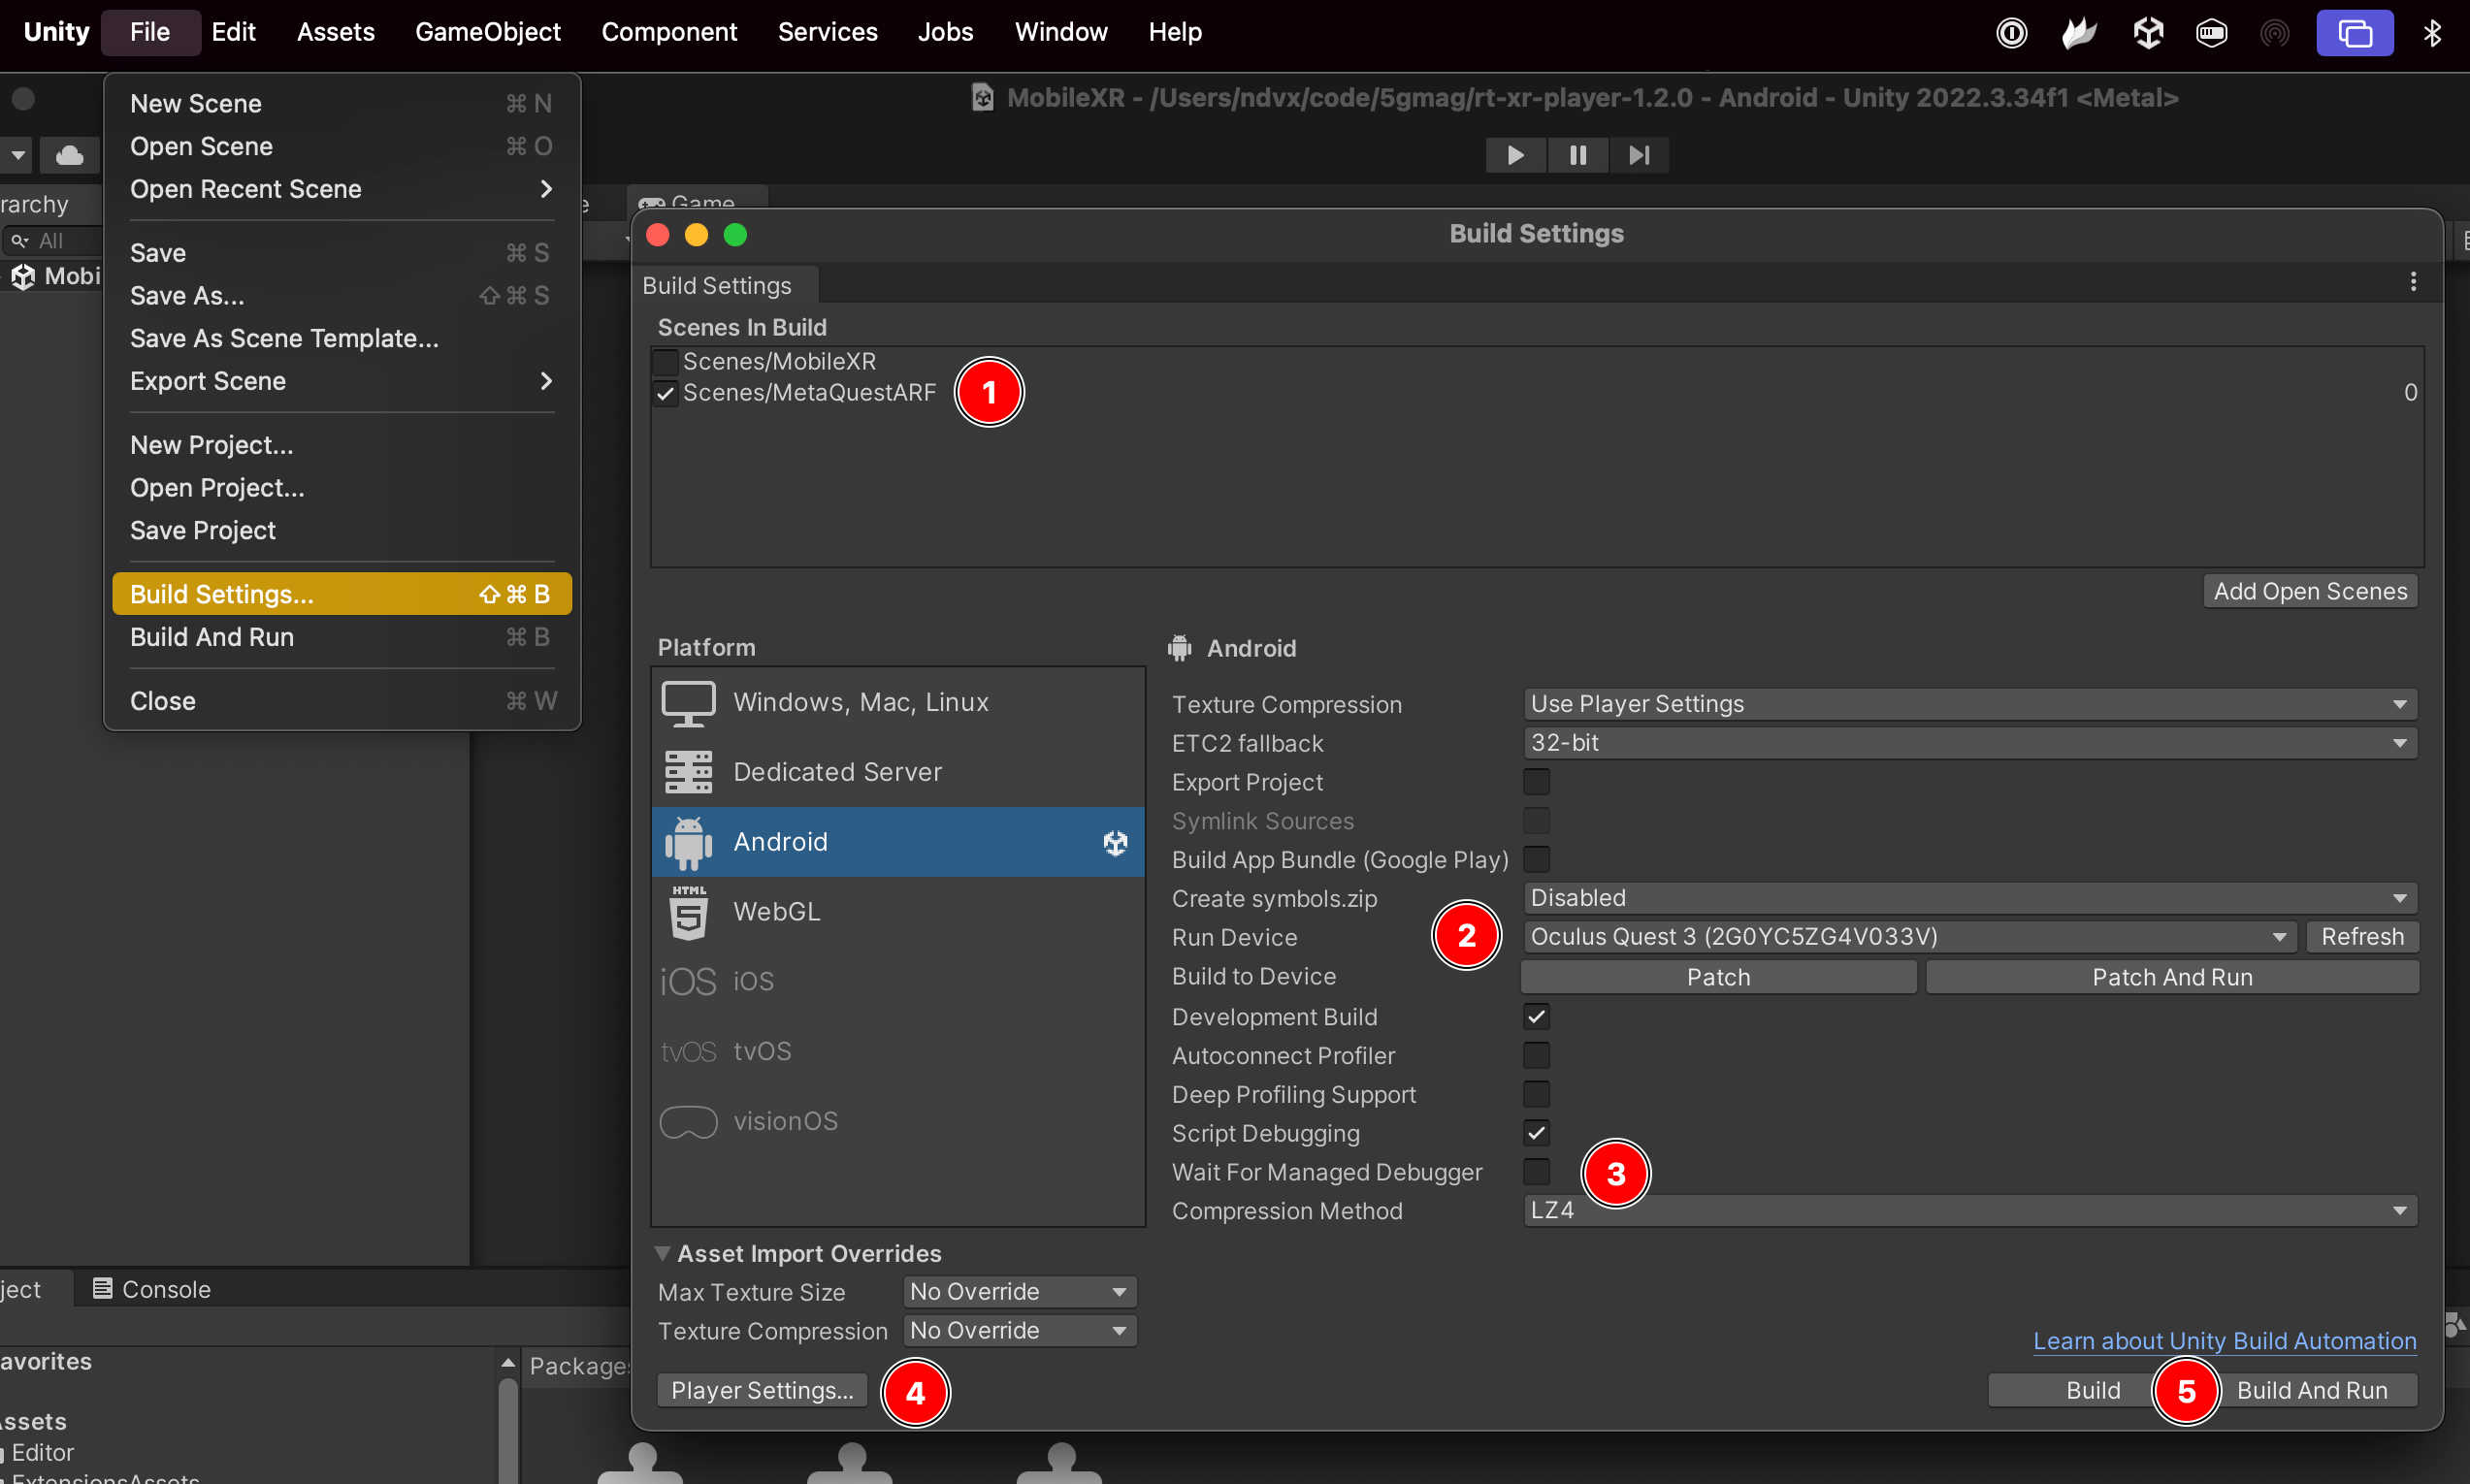 Unity File Edit Assets GameObject Component Services Jobs Window Help
MobileXR - /Users/ndvx/code/5gmag/rt-xr-player-1.2.0 - Android - Unity 2022.3.34f1 <Metal>
New Scene ⌘ N
Open Scene ⌘ O
Open Recent Scene
Save ⌘ S
Save As... ⇧ ⌘ S
Save As Scene Template...
Export Scene
New Project...
Open Project...
Save Project
Build Settings... ⇧ ⌘ B
Build And Run ⌘ B
Close ⌘ W
rarchy
All
Mobi
e
Game
Build Settings
Build Settings
Scenes In Build
Scenes/MobileXR
Scenes/MetaQuestARF 1 0
Add Open Scenes
Platform
Windows, Mac, Linux
Dedicated Server
Android
HTML
5
WebGL
iOS iOS
tvOS tvOS
visionOS
Android
Texture Compression Use Player Settings
ETC2 fallback 32-bit
Export Project
Symlink Sources
Build App Bundle (Google Play)
Create symbols.zip Disabled
Run Device 2 Oculus Quest 3 (2G0YC5ZG4V033V) Refresh
Build to Device Patch Patch And Run
Development Build
Autoconnect Profiler
Deep Profiling Support
Script Debugging
Wait For Managed Debugger 3
Compression Method LZ4
Asset Import Overrides
Max Texture Size No Override
Texture Compression No Override
Learn about Unity Build Automation
Player Settings... 4 Build 5 Build And Run
ject Console
avorites
Packages
Assets
Editor
ExtensionsAssets